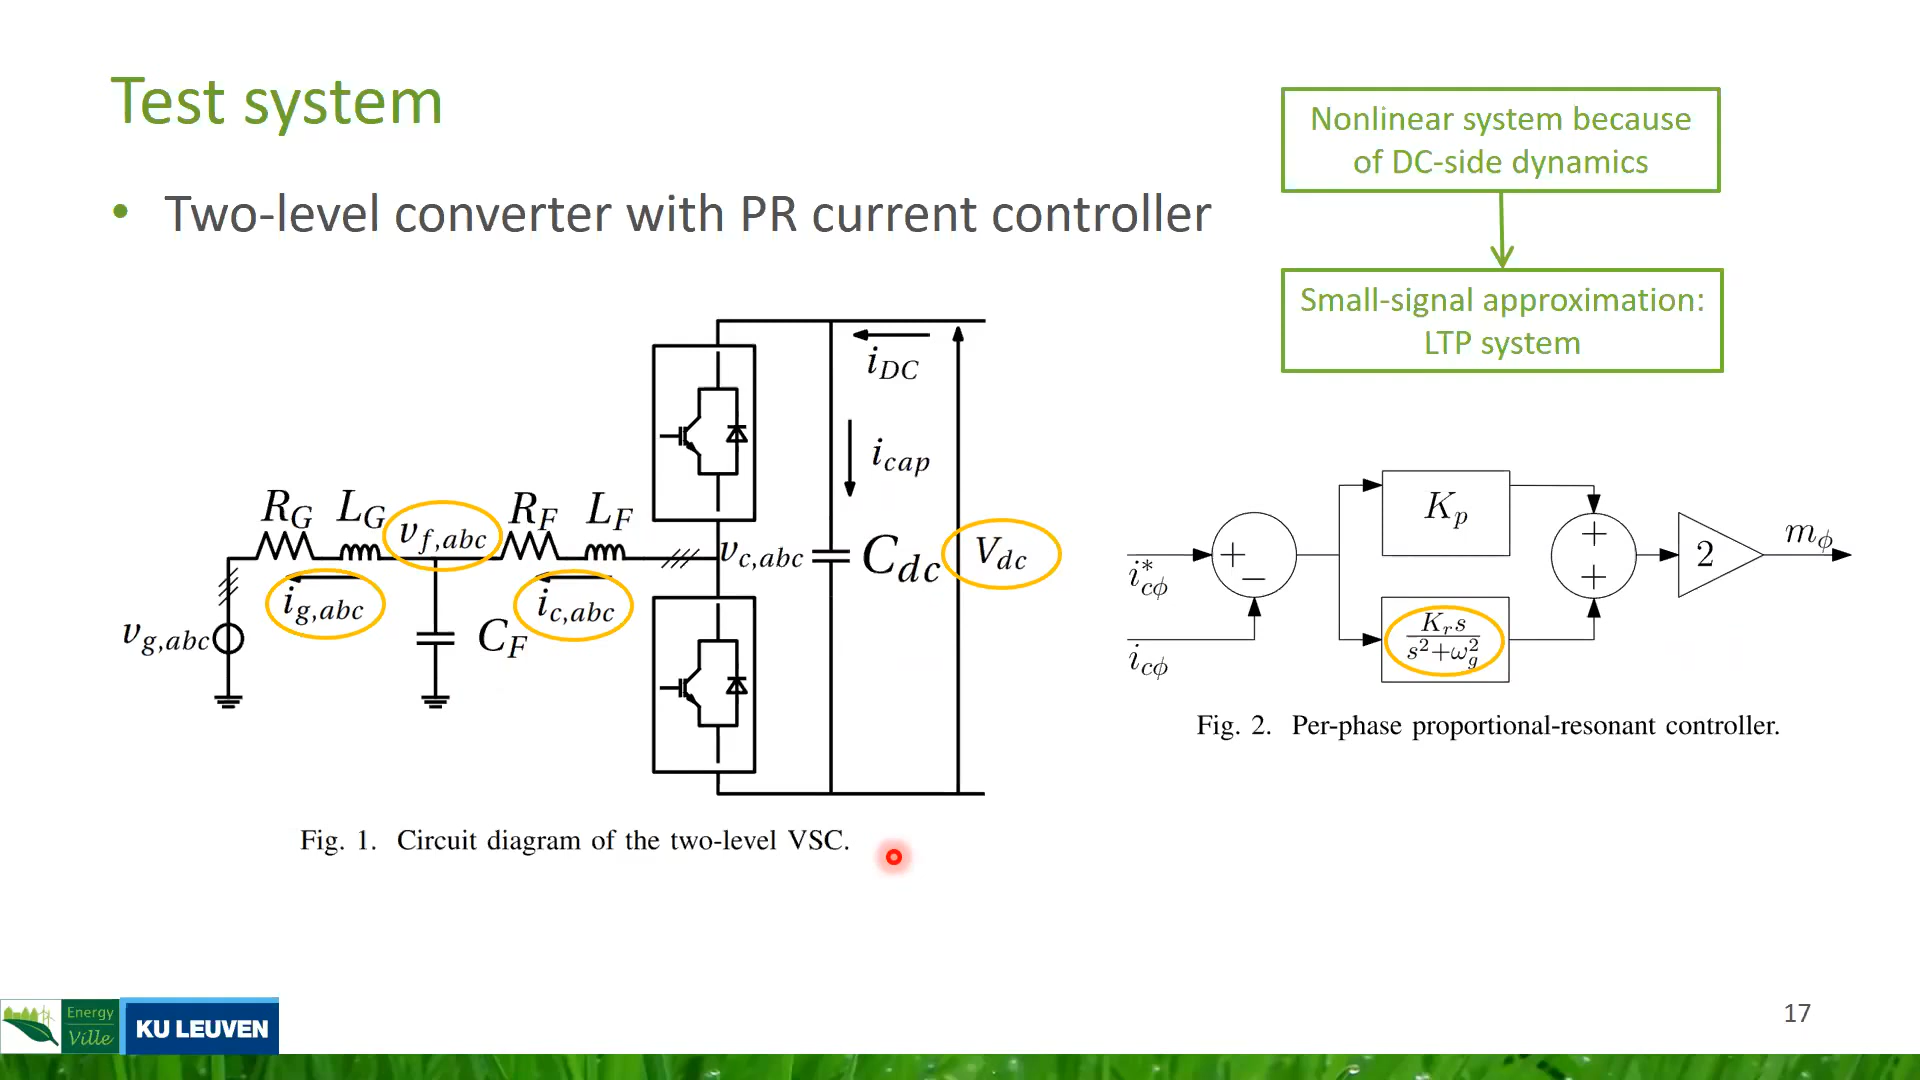 Test system
• Two-level converter with PR current controller
Nonlinear system because
of DC-side dynamics
Small-signal approximation:
LTP system
i_DC
i_cap
R_G L_G v_f,abc R_F L_F
v_c,abc C_dc V_dc
i_g,abc i_c,abc
v_g,abc C_F
Fig. 1. Circuit diagram of the two-level VSC.
K_p
+ −
+ +
2 m_ϕ
i*_cϕ
K_r s / s²+ω_g²
i_cϕ
Fig. 2. Per-phase proportional-resonant controller.
Energy
Ville
KU LEUVEN
17